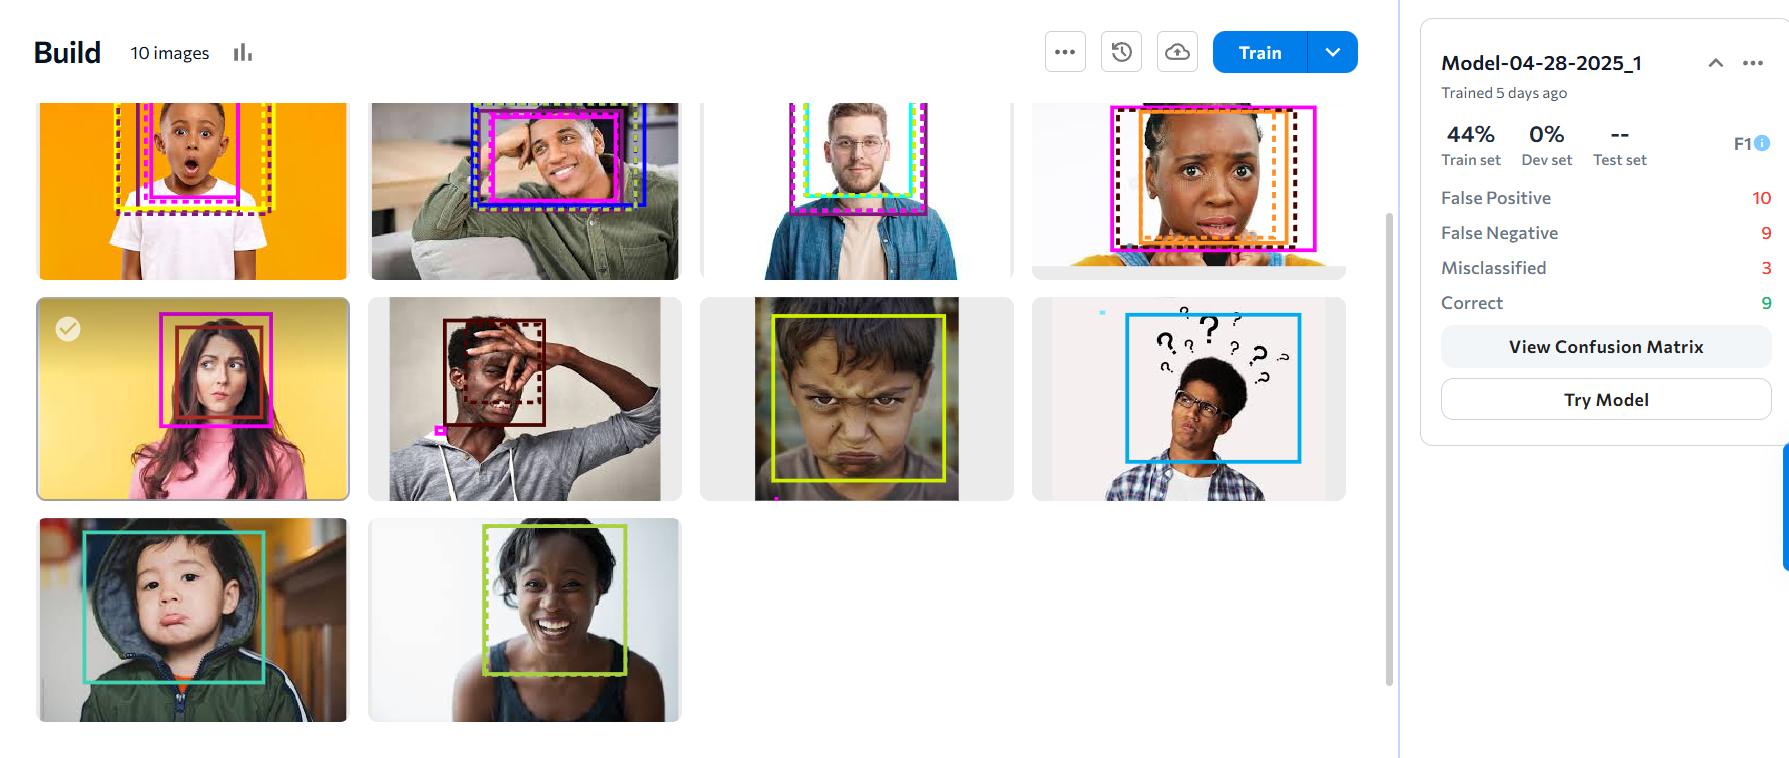 Build
10 images
Train
Model-04-28-2025_1
Trained 5 days ago
44%
0%
--
Train set
Dev set
Test set
F1
False Positive
10
False Negative
9
Misclassified
3
Correct
9
View Confusion Matrix
Try Model